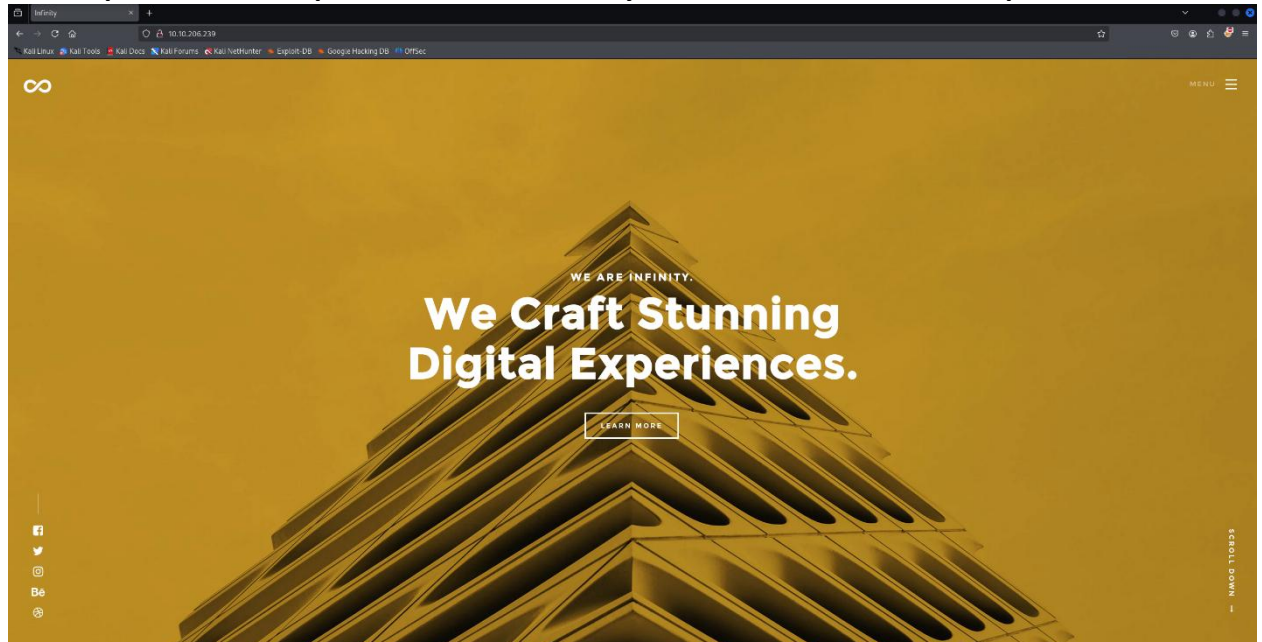 Infinity
10.10.206.239
Kali Linux Kali Tools Kali Docs Kali Forums Kali NetHunter Exploit-DB Google Hacking DB OffSec
MENU
WE ARE INFINITY.
We Craft Stunning
Digital Experiences.
LEARN MORE
Bē
SCROLL DOWN